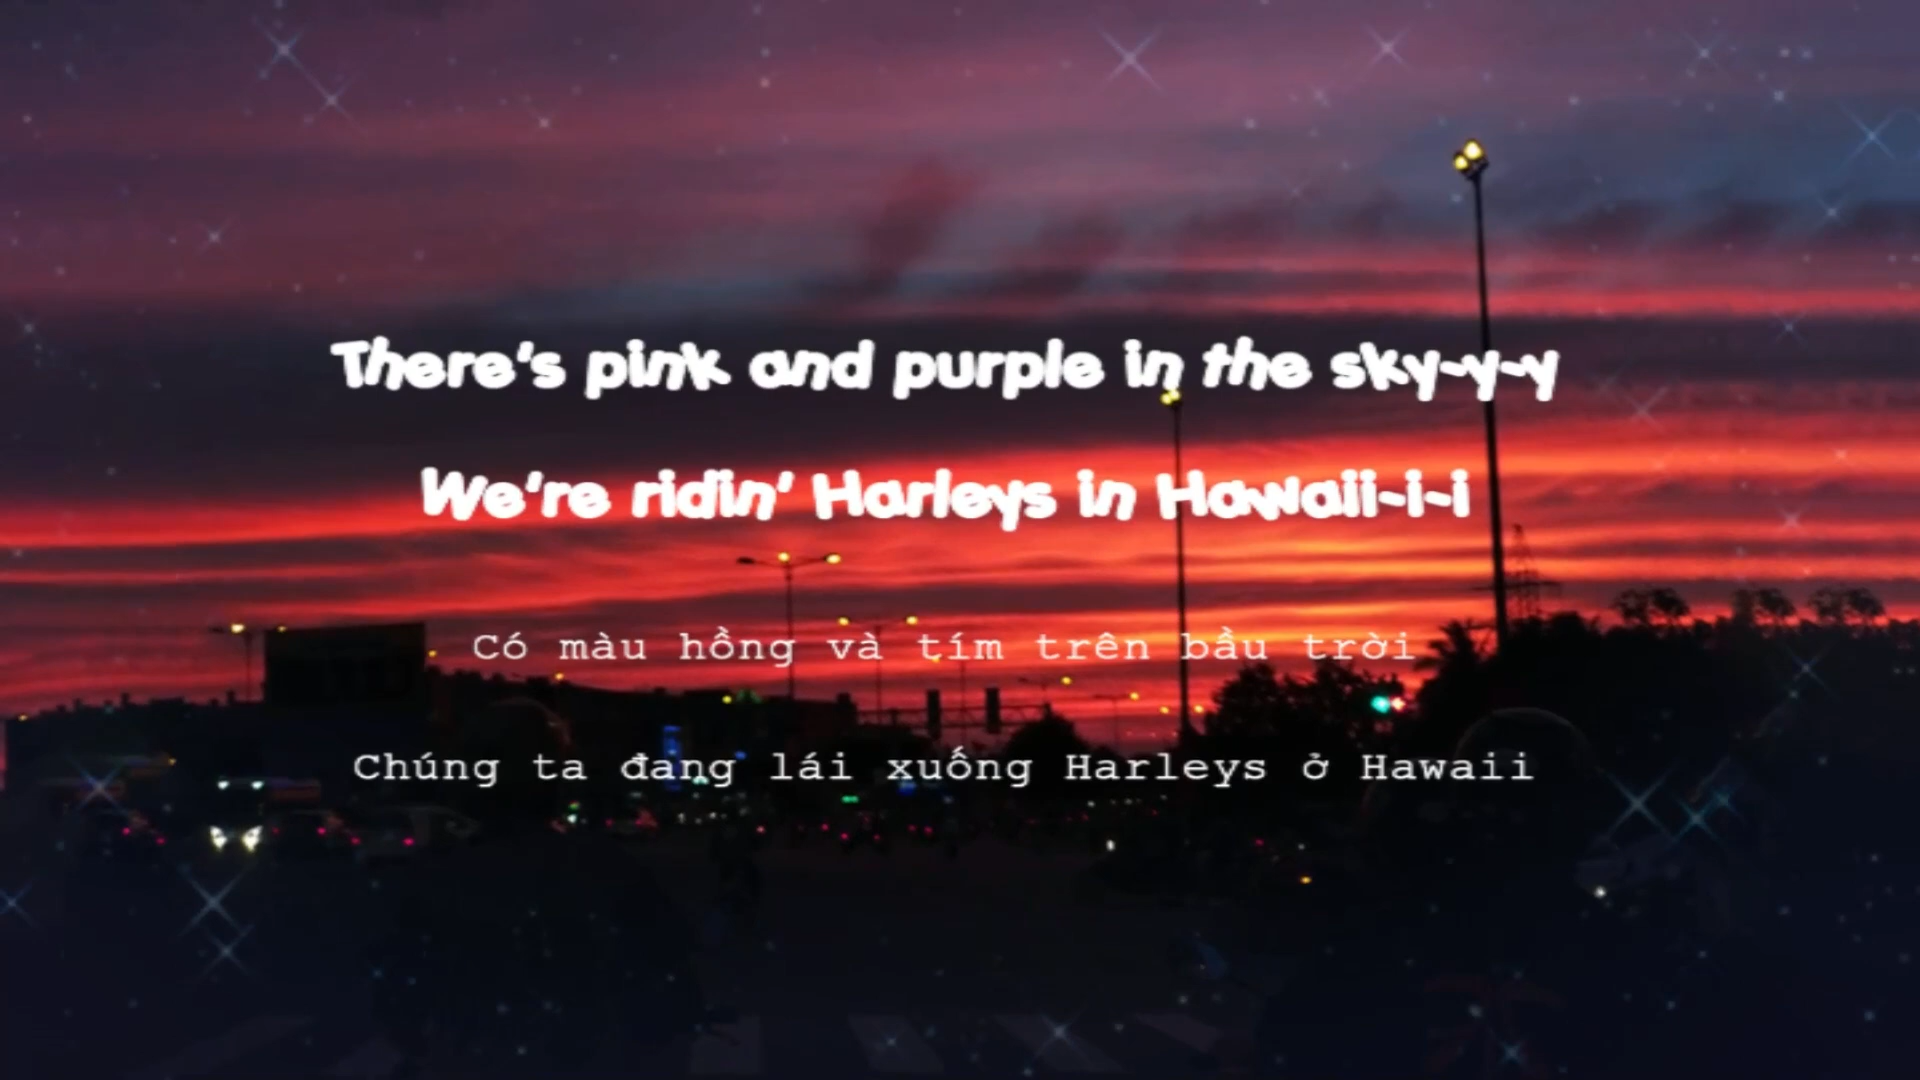 There's pink and purple in the sky-y-y
We're ridin' Harleys in Hawaii-i-i
Có màu hồng và tím trên bầu trời
Chúng ta đang lái xuống Harleys ở Hawaii